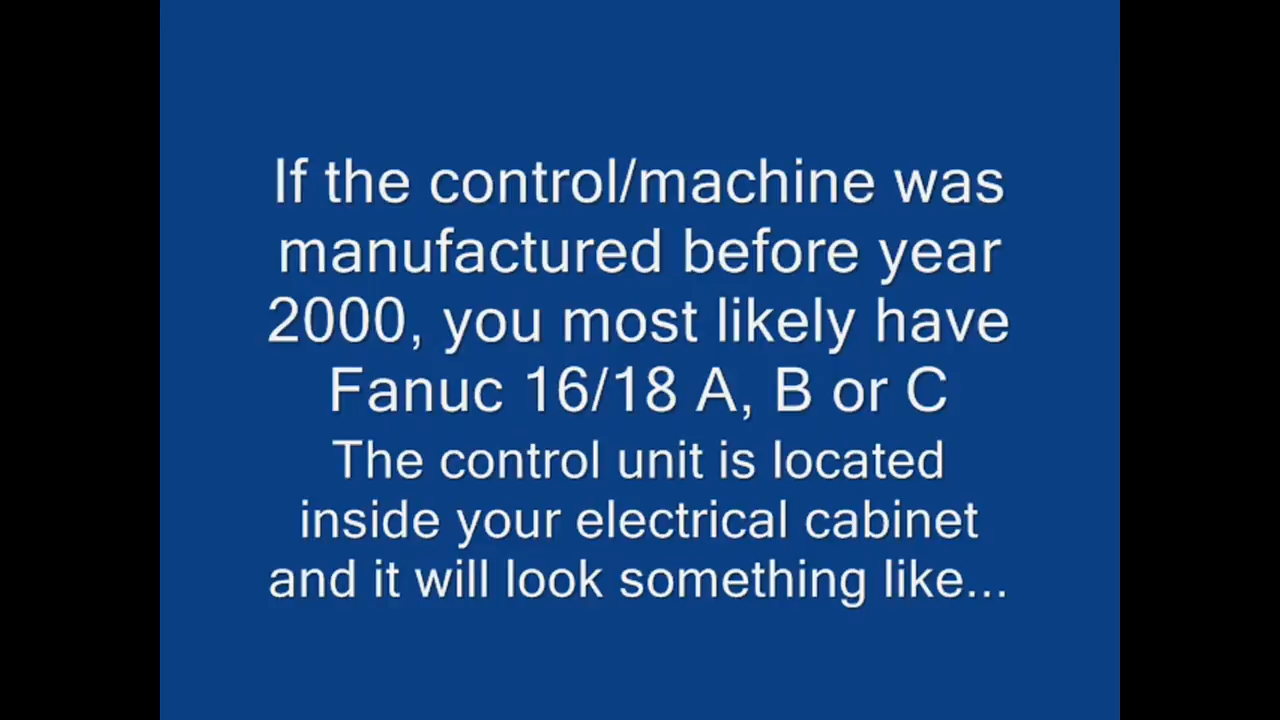 If the control/machine was
manufactured before year
2000, you most likely have
Fanuc 16/18 A, B or C
The control unit is located
inside your electrical cabinet
and it will look something like...